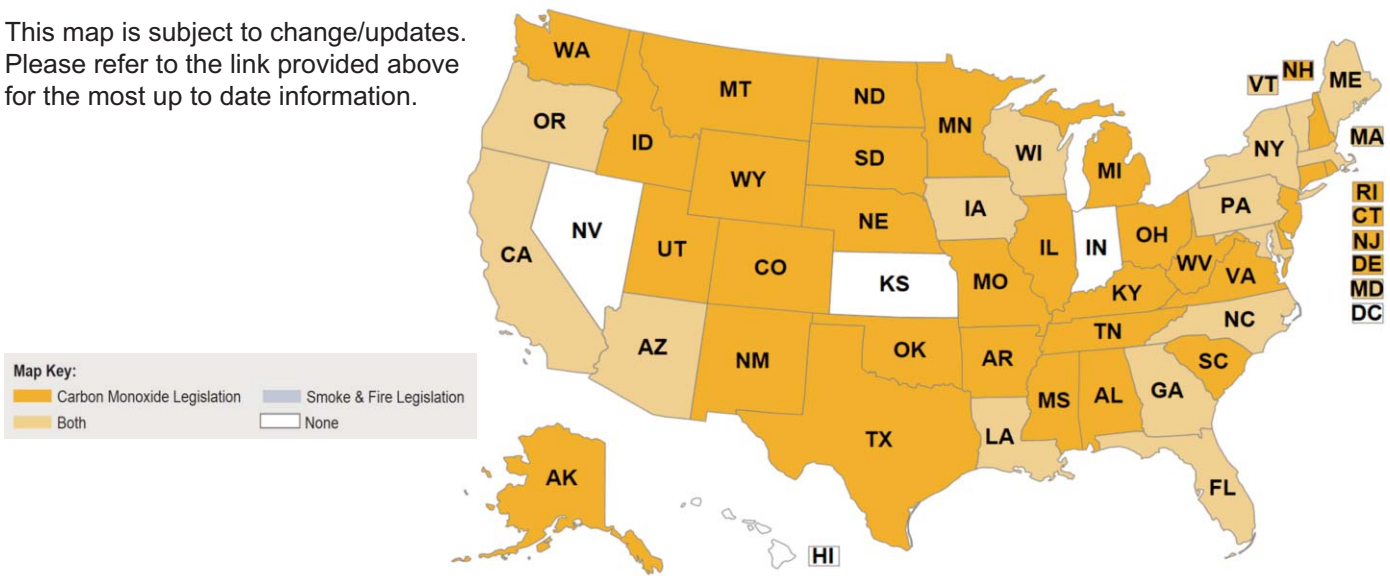 This map is subject to change/updates.
Please refer to the link provided above
for the most up to date information.
WA
MT
ND
MN
VT
NH
ME
OR
ID
SD
WI
MI
NY
MA
WY
IA
PA
RI
NV
NE
CT
CA
UT
CO
IL
IN
OH
WV
VA
NJ
KS
MO
KY
DE
MD
DC
AZ
NM
OK
AR
TN
NC
SC
MS
AL
GA
TX
LA
FL
AK
HI
Map Key:
Carbon Monoxide Legislation
Smoke & Fire Legislation
Both
None